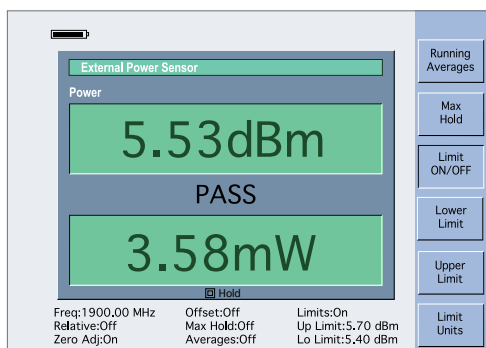 External Power Sensor
Power
5.53dBm
PASS
3.58mW
Hold
Freq:1900.00 MHz Offset:Off Limits:On
Relative:Off Max Hold:Off Up Limit:5.70 dBm
Zero Adj:On Averages:Off Lo Limit:5.40 dBm
Running
Averages
Max
Hold
Limit
ON/OFF
Lower
Limit
Upper
Limit
Limit
Units